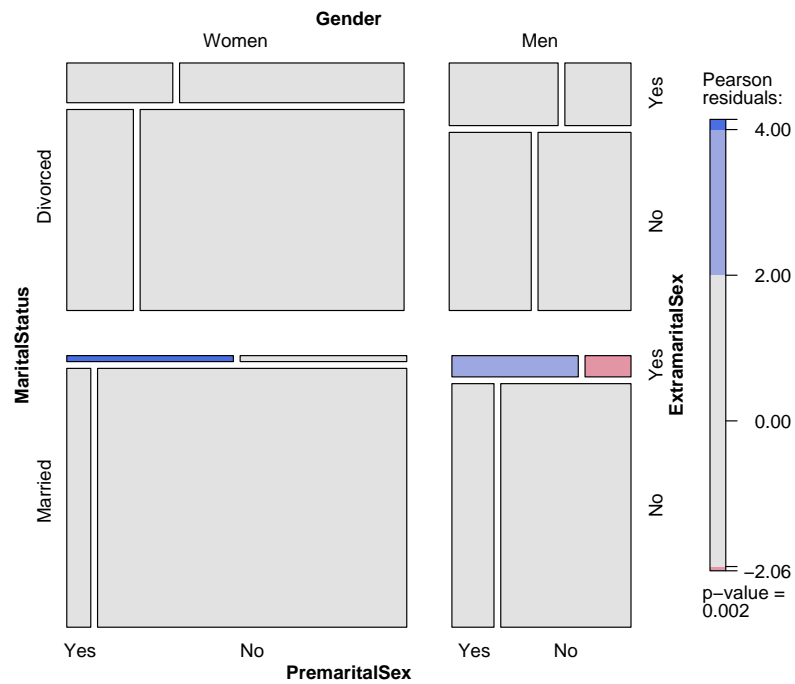 Gender
Women
Men
MaritalStatus
Divorced
Married
Yes
No
Yes
No
ExtramaritalSex
Yes
No
Yes
No
PremaritalSex
Pearson
residuals:
4.00
2.00
0.00
−2.06
p−value =
0.002